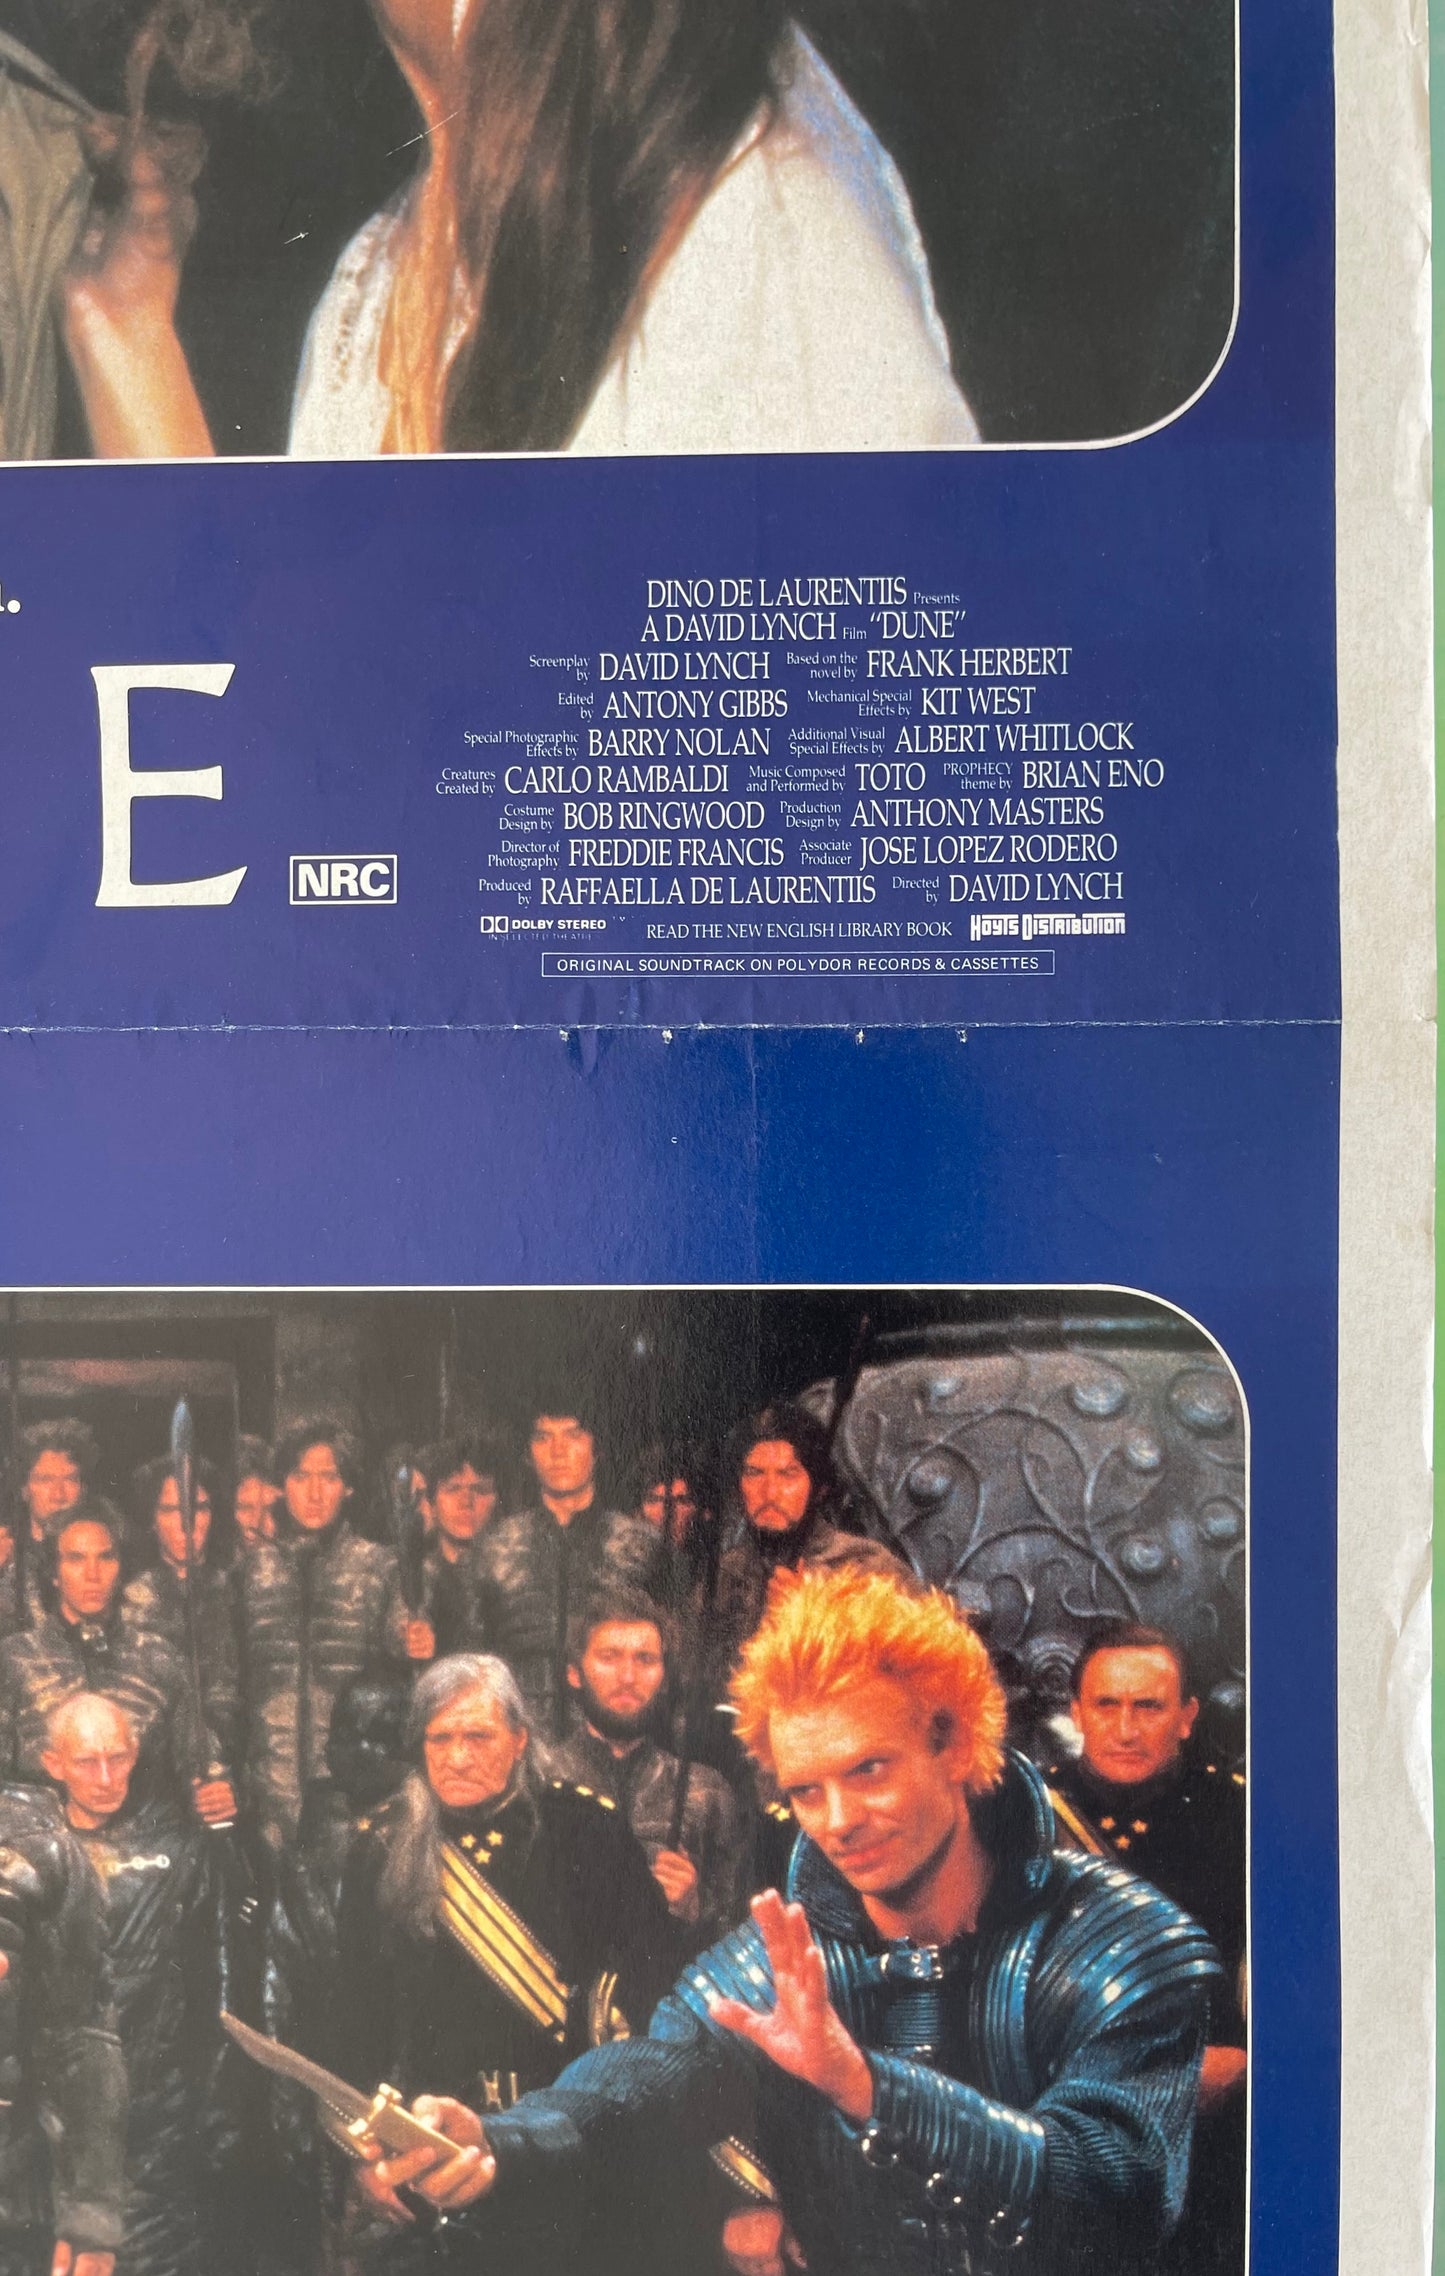 DINO DE LAURENTIIS Presents
A DAVID LYNCH Film "DUNE"
Screenplay by DAVID LYNCH Based on the novel by FRANK HERBERT
Edited by ANTONY GIBBS Mechanical Special Effects by KIT WEST
Special Photographic Effects by BARRY NOLAN Additional Visual Special Effects by ALBERT WHITLOCK
Creatures Created by CARLO RAMBALDI Music Composed and Performed by TOTO PROPHECY theme by BRIAN ENO
Costume Design by BOB RINGWOOD Production Design by ANTHONY MASTERS
E
Director of Photography FREDDIE FRANCIS Associate Producer JOSE LOPEZ RODERO
NRC
Produced by RAFFAELLA DE LAURENTIIS Directed by DAVID LYNCH
DOLBY STEREO READ THE NEW ENGLISH LIBRARY BOOK HOYTS DISTRIBUTION
IN SELECTED THEATRES
ORIGINAL SOUNDTRACK ON POLYDOR RECORDS & CASSETTES